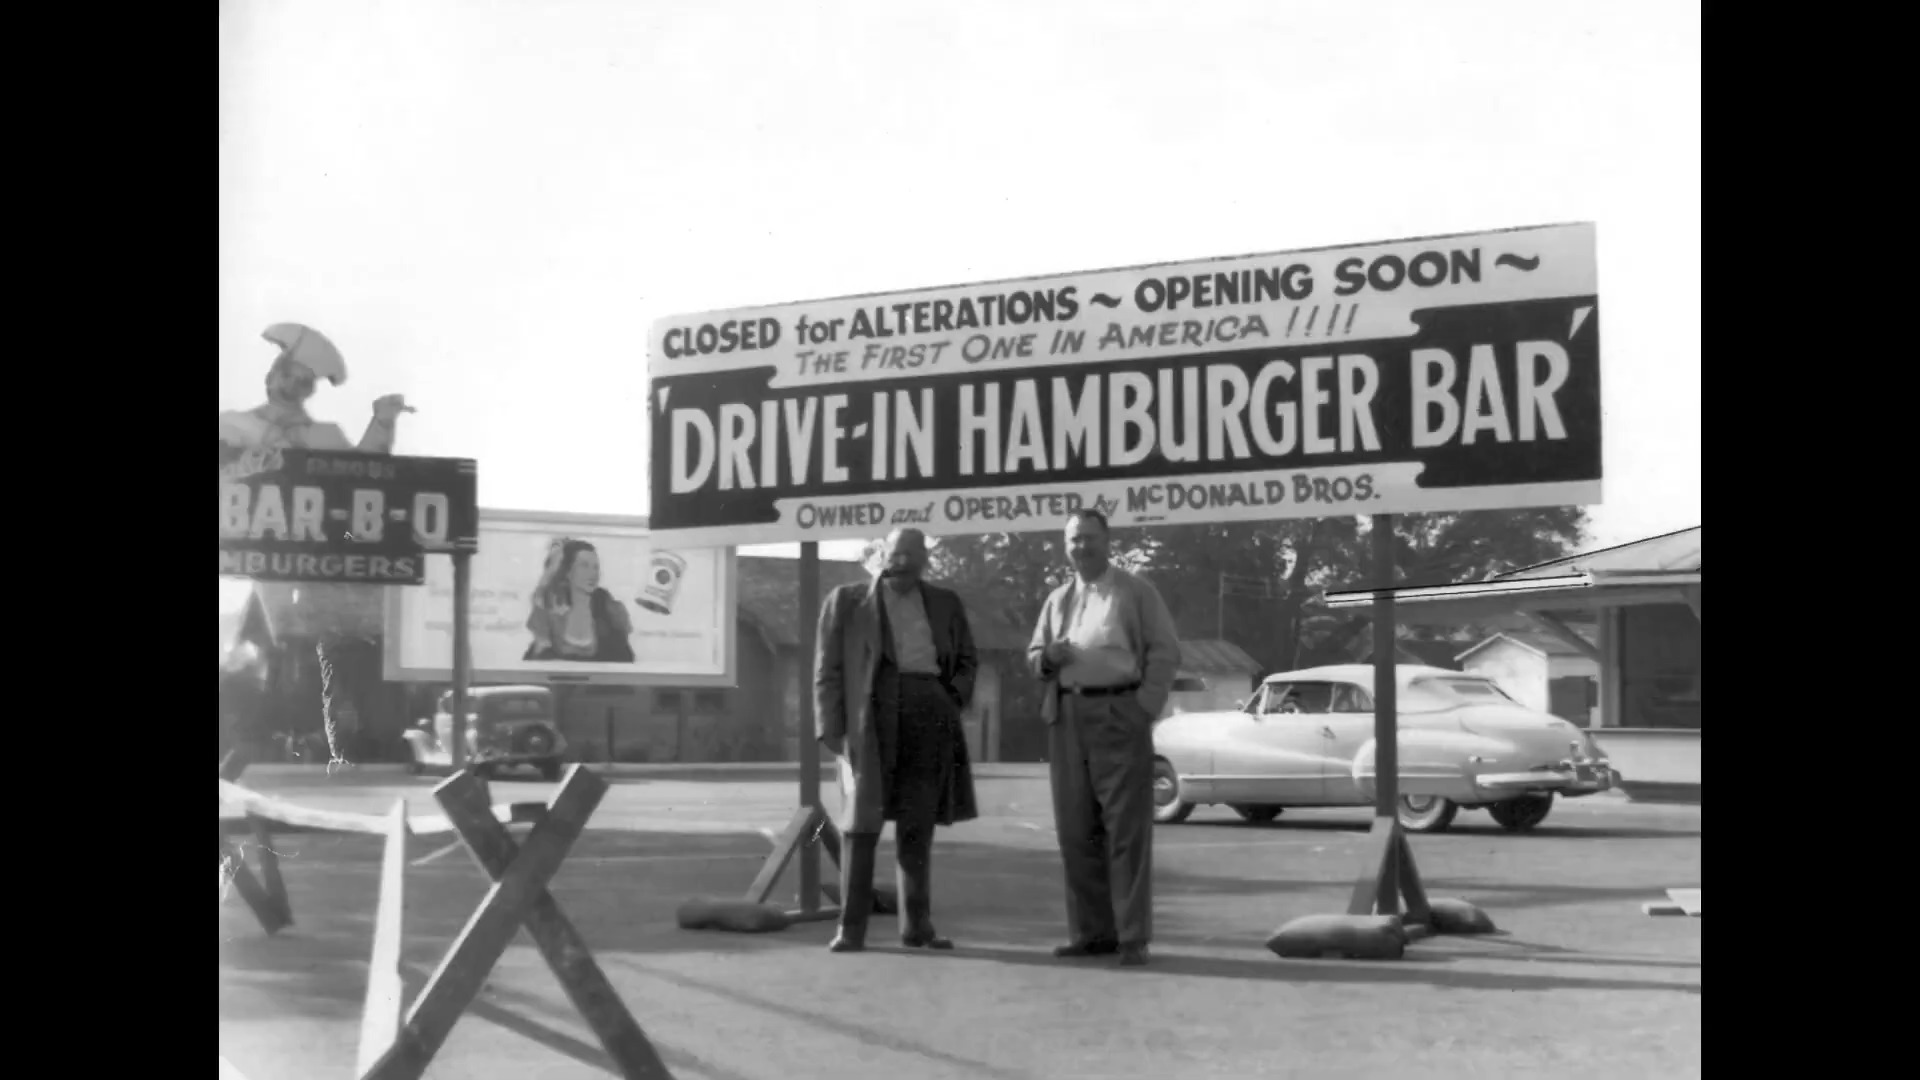 CLOSED for ALTERATIONS ~ OPENING SOON ~
THE FIRST ONE IN AMERICA !!!!
'DRIVE-IN HAMBURGER BAR'
OWNED and OPERATED by McDONALD BROS.
FAMOUS
BAR-B-Q
MBURGERS